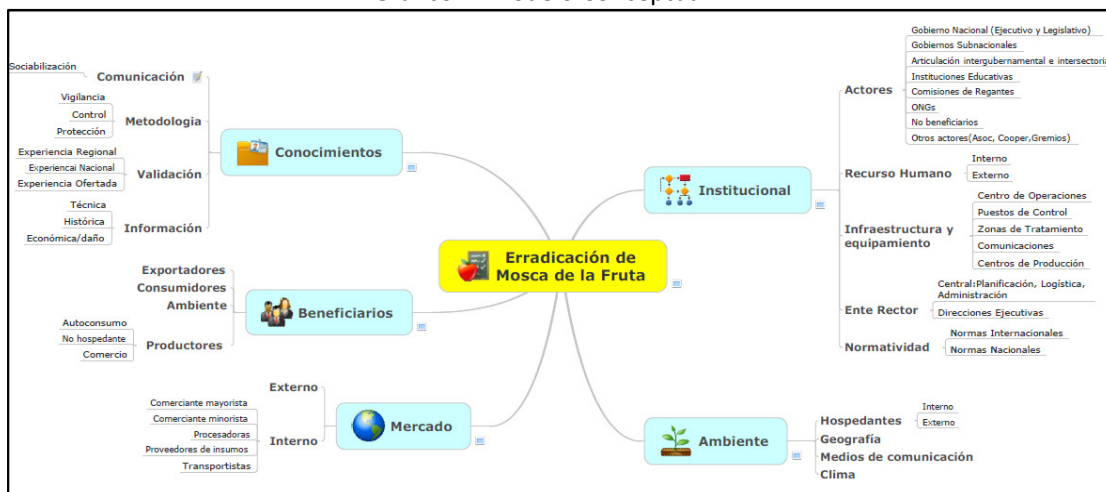 Comunicación
Sociabilización
Metodologia
Vigilancia
Control
Protección
Validación
Experiencia Regional
Experiencai Nacional
Experiencia Ofertada
Información
Técnica
Histórica
Económica/daño
Conocimientos
Exportadores
Consumidores
Ambiente
Productores
Autoconsumo
No hospedante
Comercio
Beneficiarios
Externo
Interno
Comerciante mayorista
Comerciante minorista
Procesadoras
Proveedores de insumos
Transportistas
Mercado
Erradicación de
Mosca de la Fruta
Institucional
Actores
Gobierno Nacional (Ejecutivo y Legislativo)
Gobiernos Subnacionales
Articulación intergubernamental e intersectoria
Instituciones Educativas
Comisiones de Regantes
ONGs
No beneficiarios
Otros actores(Asoc, Cooper,Gremios)
Recurso Humano
Interno
Externo
Infraestructura y
equipamiento
Centro de Operaciones
Puestos de Control
Zonas de Tratamiento
Comunicaciones
Centros de Producción
Ente Rector
Central:Planificación, Logística,
Administración
Direcciones Ejecutivas
Normatividad
Normas Internacionales
Normas Nacionales
Ambiente
Hospedantes
Interno
Externo
Geografía
Medios de comunicación
Clima